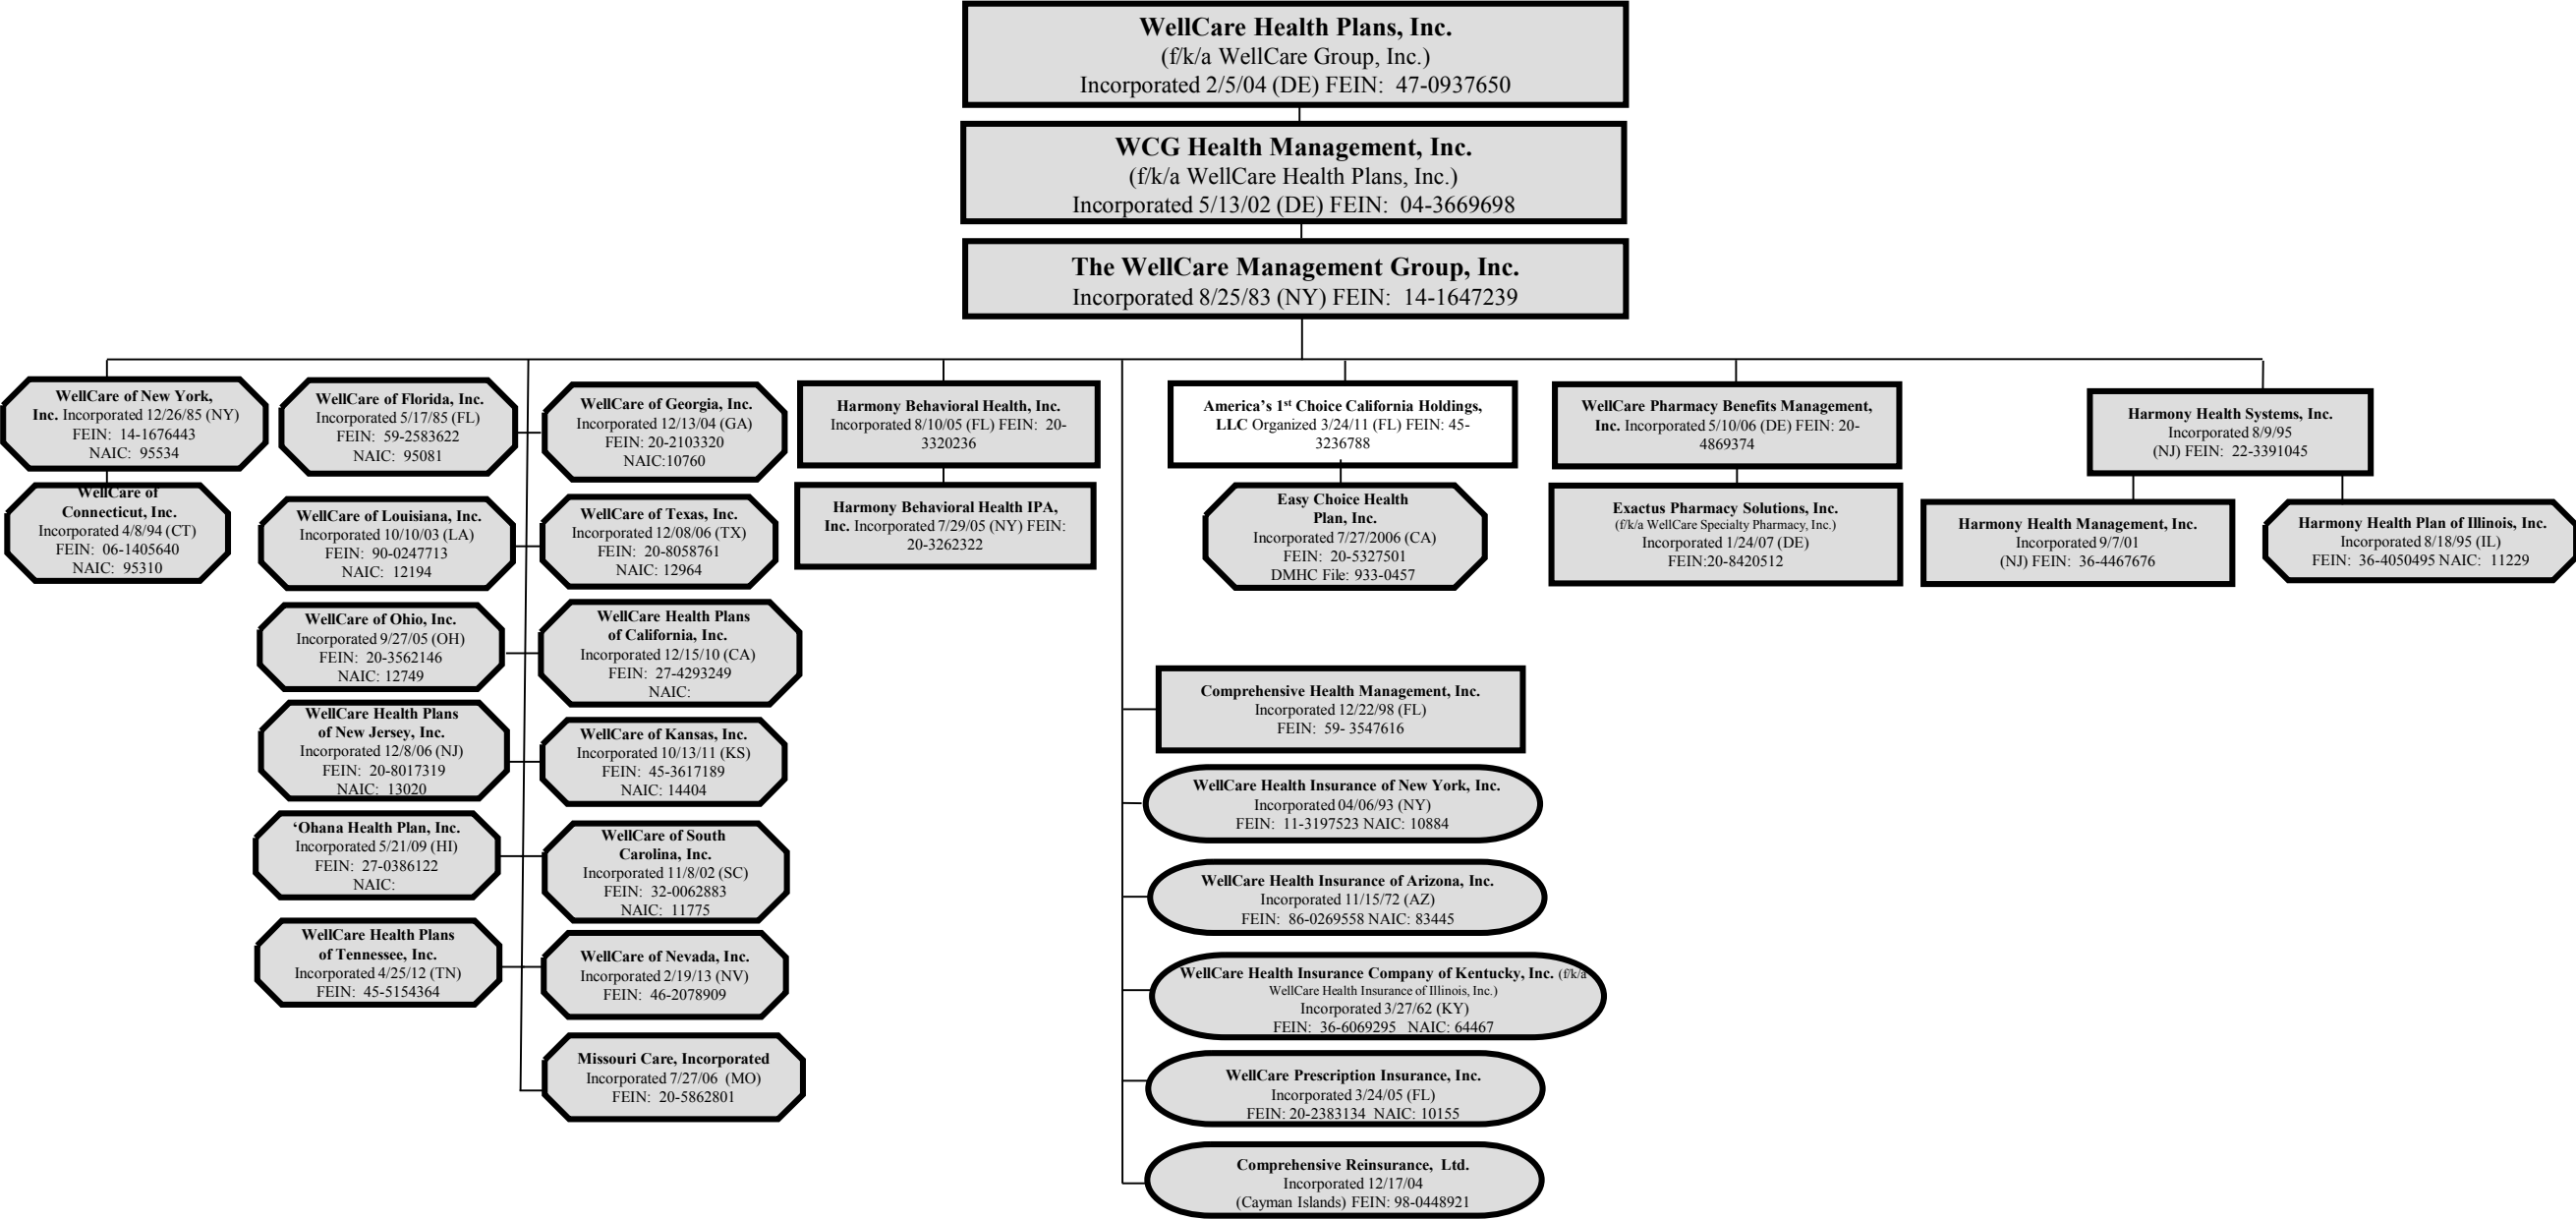 WellCare Health Plans, Inc.
(f/k/a WellCare Group, Inc.)
Incorporated 2/5/04 (DE) FEIN: 47-0937650
WCG Health Management, Inc.
(f/k/a WellCare Health Plans, Inc.)
Incorporated 5/13/02 (DE) FEIN: 04-3669698
The WellCare Management Group, Inc.
Incorporated 8/25/83 (NY) FEIN: 14-1647239
WellCare of New York,
Inc. Incorporated 12/26/85 (NY)
FEIN: 14-1676443
NAIC: 95534
WellCare of
Connecticut, Inc.
Incorporated 4/8/94 (CT)
FEIN: 06-1405640
NAIC: 95310
WellCare of Florida, Inc.
Incorporated 5/17/85 (FL)
FEIN: 59-2583622
NAIC: 95081
WellCare of Georgia, Inc.
Incorporated 12/13/04 (GA)
FEIN: 20-2103320
NAIC:10760
WellCare of Louisiana, Inc.
Incorporated 10/10/03 (LA)
FEIN: 90-0247713
NAIC: 12194
WellCare of Texas, Inc.
Incorporated 12/08/06 (TX)
FEIN: 20-8058761
NAIC: 12964
WellCare of Ohio, Inc.
Incorporated 9/27/05 (OH)
FEIN: 20-3562146
NAIC: 12749
WellCare Health Plans
of California, Inc.
Incorporated 12/15/10 (CA)
FEIN: 27-4293249
NAIC:
WellCare Health Plans
of New Jersey, Inc.
Incorporated 12/8/06 (NJ)
FEIN: 20-8017319
NAIC: 13020
WellCare of Kansas, Inc.
Incorporated 10/13/11 (KS)
FEIN: 45-3617189
NAIC: 14404
‘Ohana Health Plan, Inc.
Incorporated 5/21/09 (HI)
FEIN: 27-0386122
NAIC:
WellCare of South
Carolina, Inc.
Incorporated 11/8/02 (SC)
FEIN: 32-0062883
NAIC: 11775
WellCare Health Plans
of Tennessee, Inc.
Incorporated 4/25/12 (TN)
FEIN: 45-5154364
WellCare of Nevada, Inc.
Incorporated 2/19/13 (NV)
FEIN: 46-2078909
Missouri Care, Incorporated
Incorporated 7/27/06 (MO)
FEIN: 20-5862801
Harmony Behavioral Health, Inc.
Incorporated 8/10/05 (FL) FEIN: 20-
3320236
Harmony Behavioral Health IPA,
Inc. Incorporated 7/29/05 (NY) FEIN:
20-3262322
America’s 1st Choice California Holdings,
LLC Organized 3/24/11 (FL) FEIN: 45-
3236788
Easy Choice Health
Plan, Inc.
Incorporated 7/27/2006 (CA)
FEIN: 20-5327501
DMHC File: 933-0457
WellCare Pharmacy Benefits Management,
Inc. Incorporated 5/10/06 (DE) FEIN: 20-
4869374
Exactus Pharmacy Solutions, Inc.
(f/k/a WellCare Specialty Pharmacy, Inc.)
Incorporated 1/24/07 (DE)
FEIN:20-8420512
Harmony Health Systems, Inc.
Incorporated 8/9/95
(NJ) FEIN: 22-3391045
Harmony Health Management, Inc.
Incorporated 9/7/01
(NJ) FEIN: 36-4467676
Harmony Health Plan of Illinois, Inc.
Incorporated 8/18/95 (IL)
FEIN: 36-4050495 NAIC: 11229
Comprehensive Health Management, Inc.
Incorporated 12/22/98 (FL)
FEIN: 59- 3547616
WellCare Health Insurance of New York, Inc.
Incorporated 04/06/93 (NY)
FEIN: 11-3197523 NAIC: 10884
WellCare Health Insurance of Arizona, Inc.
Incorporated 11/15/72 (AZ)
FEIN: 86-0269558 NAIC: 83445
WellCare Health Insurance Company of Kentucky, Inc. (f/k/a
WellCare Health Insurance of Illinois, Inc.)
Incorporated 3/27/62 (KY)
FEIN: 36-6069295 NAIC: 64467
WellCare Prescription Insurance, Inc.
Incorporated 3/24/05 (FL)
FEIN: 20-2383134 NAIC: 10155
Comprehensive Reinsurance, Ltd.
Incorporated 12/17/04
(Cayman Islands) FEIN: 98-0448921